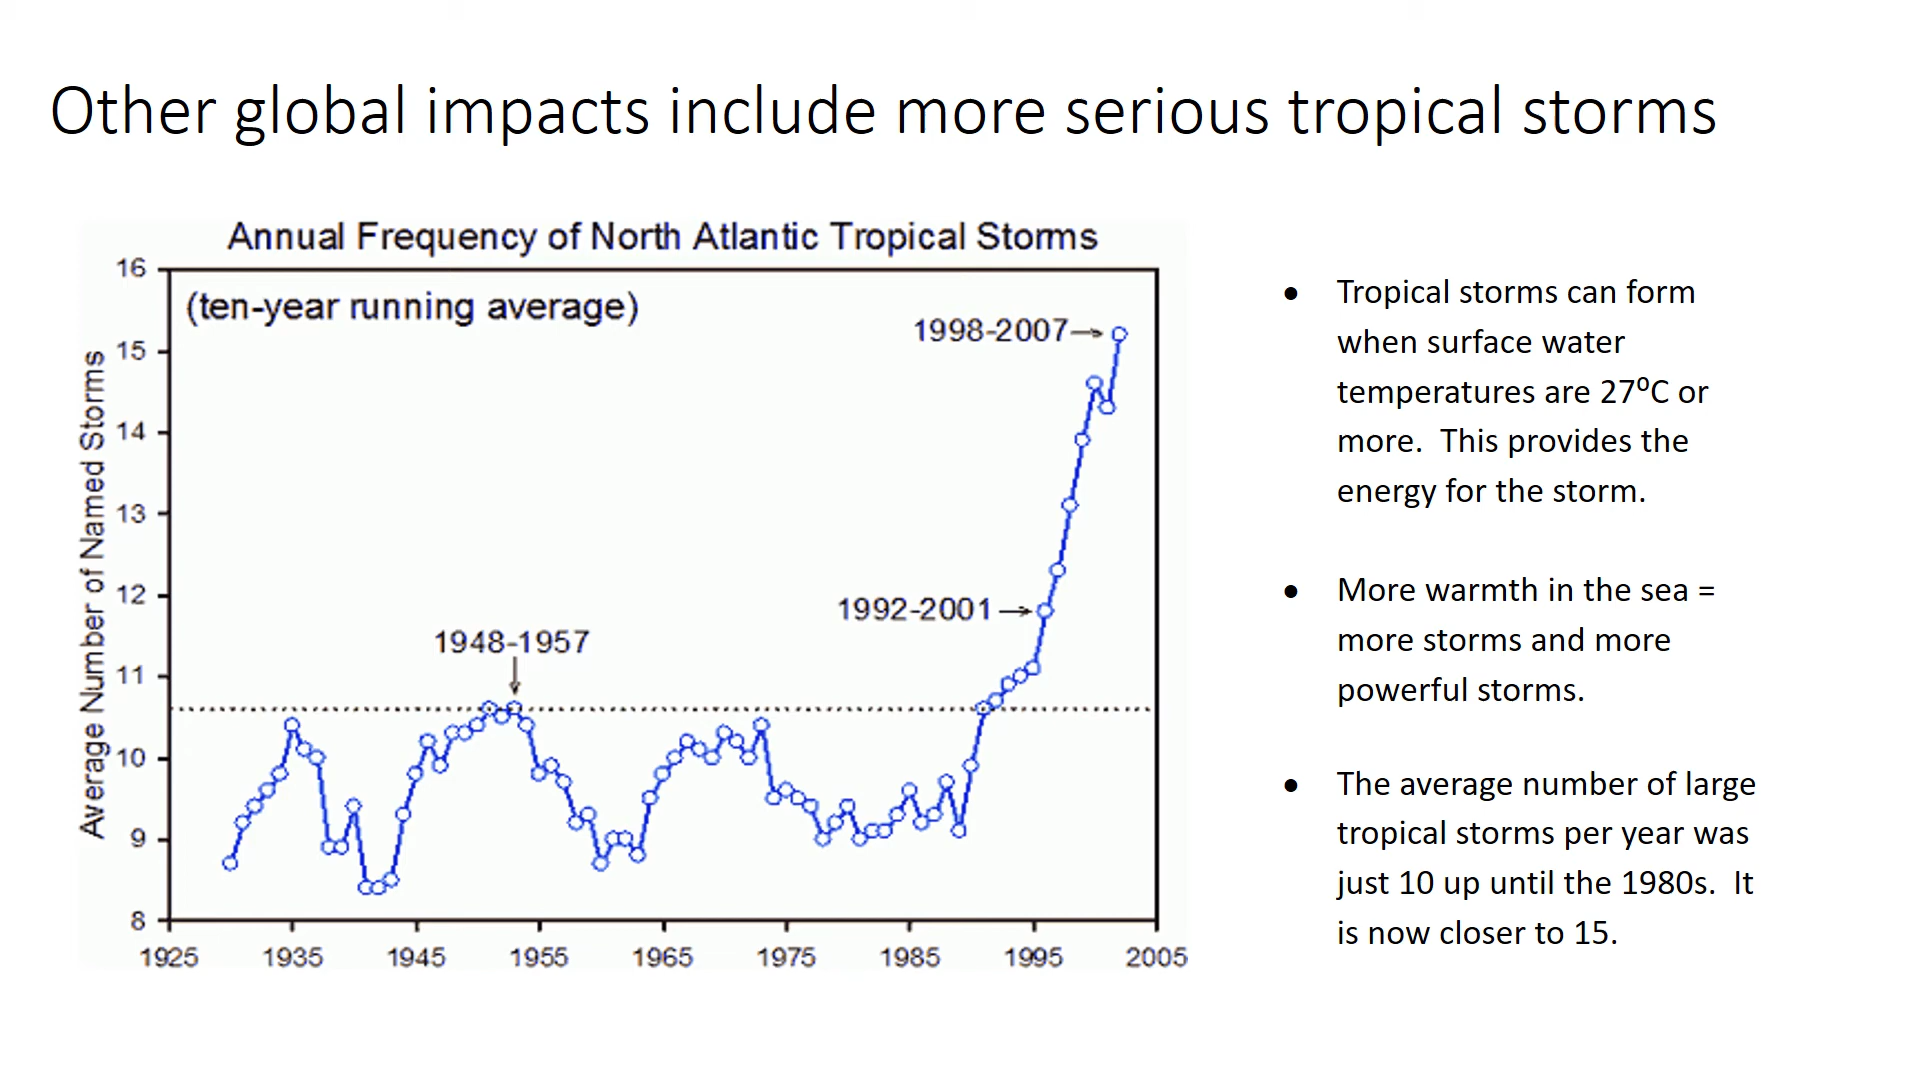 Other global impacts include more serious tropical storms
Annual Frequency of North Atlantic Tropical Storms
(ten-year running average)
Average Number of Named Storms
16
15
14
13
12
11
10
9
8
1998-2007
1992-2001
1948-1957
1925 1935 1945 1955 1965 1975 1985 1995 2005
• Tropical storms can form
when surface water
temperatures are 27⁰C or
more. This provides the
energy for the storm.
• More warmth in the sea =
more storms and more
powerful storms.
• The average number of large
tropical storms per year was
just 10 up until the 1980s. It
is now closer to 15.